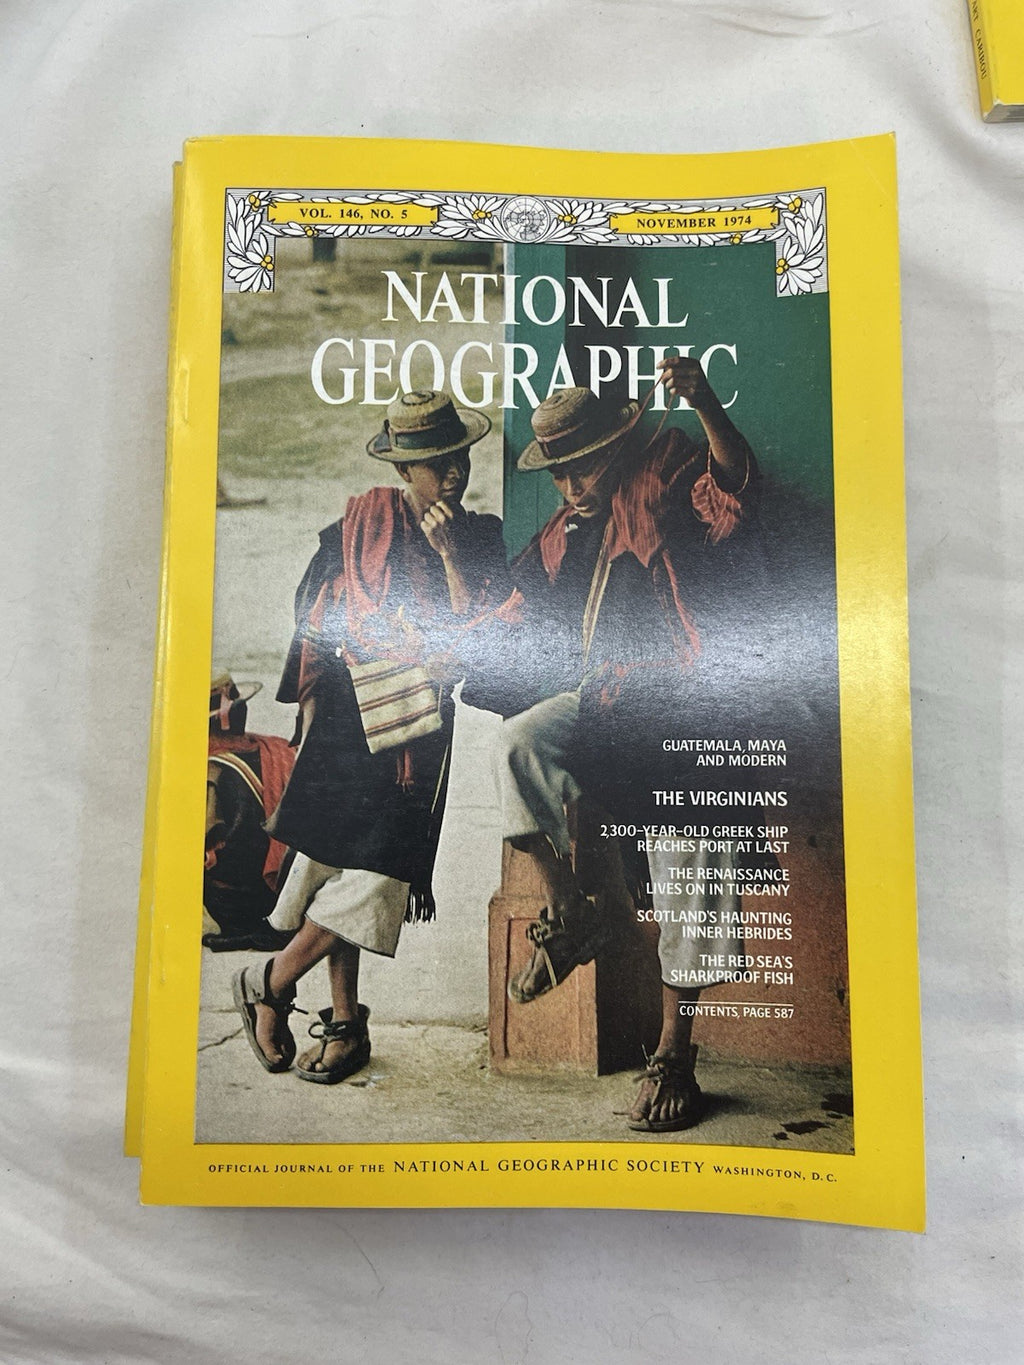 ART CARIBOU
VOL. 146, NO. 5
NOVEMBER 1974
NATIONAL
GEOGRAPHIC
GUATEMALA, MAYA
AND MODERN
THE VIRGINIANS
2,300-YEAR-OLD GREEK SHIP
REACHES PORT AT LAST
THE RENAISSANCE
LIVES ON IN TUSCANY
SCOTLAND'S HAUNTING
INNER HEBRIDES
THE RED SEA'S
SHARKPROOF FISH
CONTENTS, PAGE 587
OFFICIAL JOURNAL OF THE NATIONAL GEOGRAPHIC SOCIETY WASHINGTON, D.C.